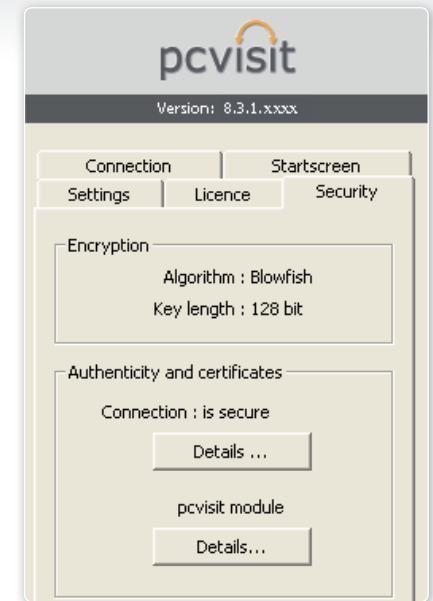 pcvisit
Version: 8.3.1.xxxx
Connection Startscreen
Settings Licence Security
Encryption
Algorithm : Blowfish
Key length : 128 bit
Authenticity and certificates
Connection : is secure
Details ...
pcvisit module
Details...